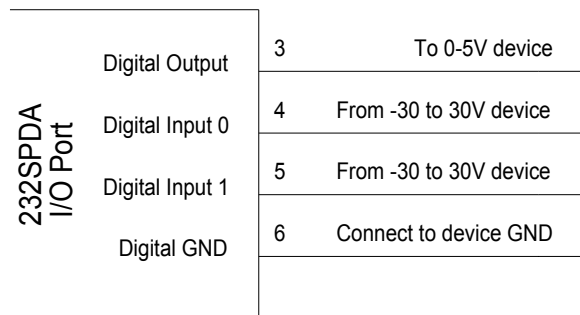 232SPDA
I/O Port
Digital Output
3
To 0-5V device
Digital Input 0
4
From -30 to 30V device
Digital Input 1
5
From -30 to 30V device
Digital GND
6
Connect to device GND